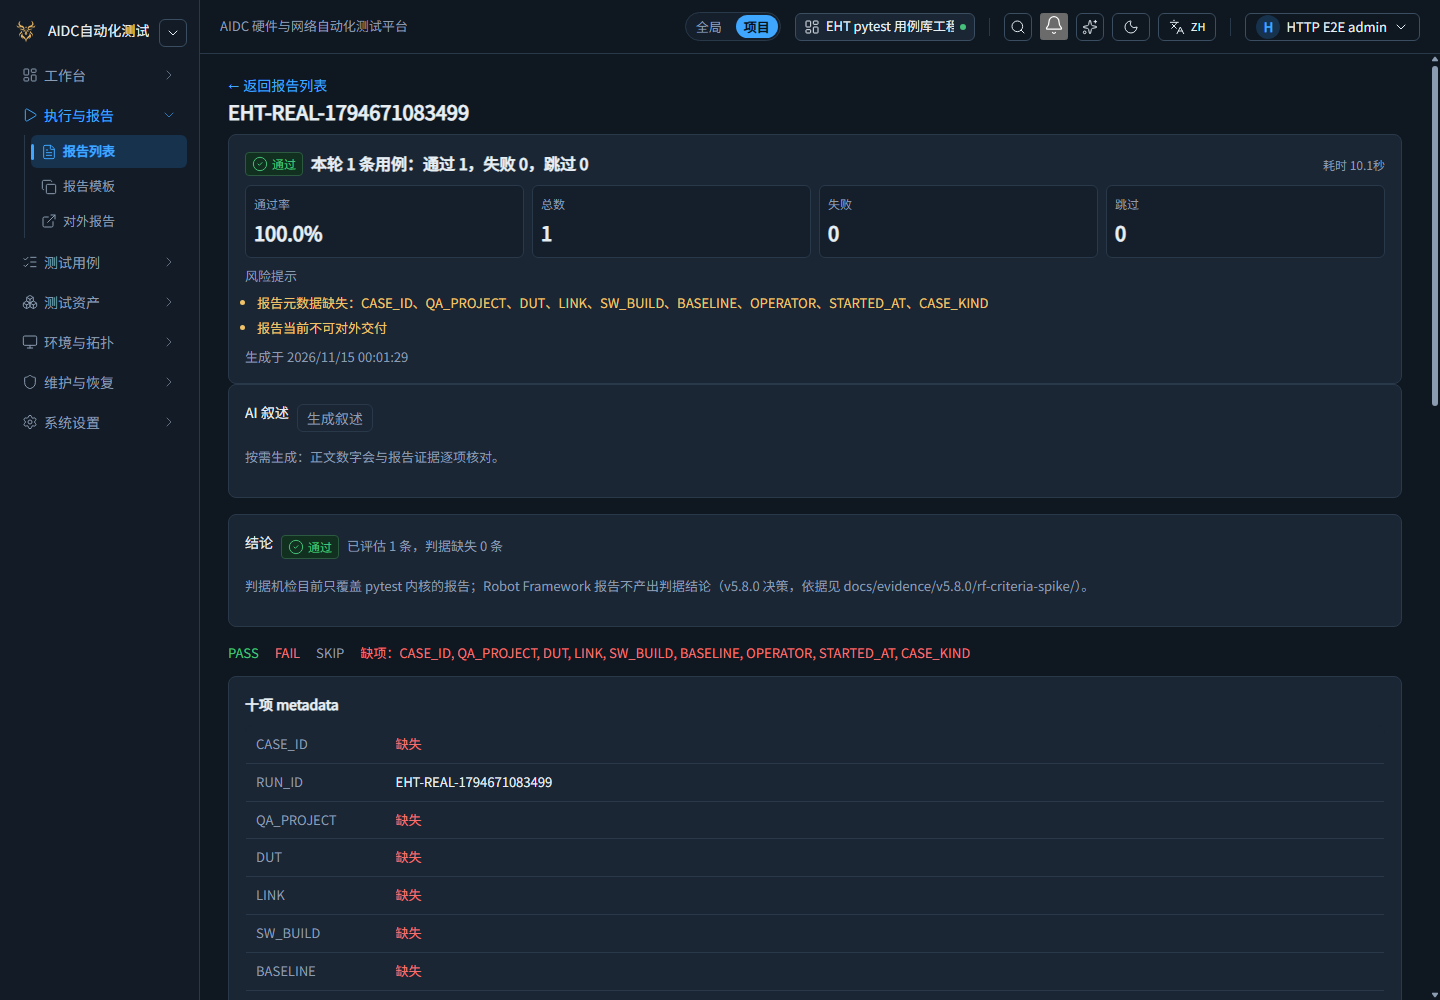 AIDC自动化测试
AIDC 硬件与网络自动化测试平台
全局
项目
EHT pytest 用例库工程
ZH
H
HTTP E2E admin
工作台
执行与报告
报告列表
报告模板
对外报告
测试用例
测试资产
环境与拓扑
维护与恢复
系统设置
← 返回报告列表
EHT-REAL-1794671083499
通过
本轮 1 条用例：通过 1，失败 0，跳过 0
耗时 10.1秒
通过率
100.0%
总数
1
失败
0
跳过
0
风险提示
报告元数据缺失：CASE_ID、QA_PROJECT、DUT、LINK、SW_BUILD、BASELINE、OPERATOR、STARTED_AT、CASE_KIND
报告当前不可对外交付
生成于 2026/11/15 00:01:29
AI 叙述
生成叙述
按需生成：正文数字会与报告证据逐项核对。
结论
通过
已评估 1 条，判据缺失 0 条
判据机检目前只覆盖 pytest 内核的报告；Robot Framework 报告不产出判据结论（v5.8.0 决策，依据见 docs/evidence/v5.8.0/rf-criteria-spike/）。
PASS FAIL SKIP 缺项：CASE_ID, QA_PROJECT, DUT, LINK, SW_BUILD, BASELINE, OPERATOR, STARTED_AT, CASE_KIND
十项 metadata
CASE_ID 缺失
RUN_ID EHT-REAL-1794671083499
QA_PROJECT 缺失
DUT 缺失
LINK 缺失
SW_BUILD 缺失
BASELINE 缺失